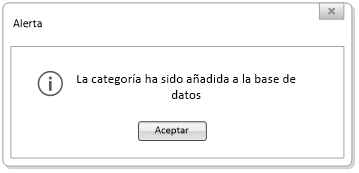 Alerta
La categoría ha sido añadida a la base de
datos
Aceptar